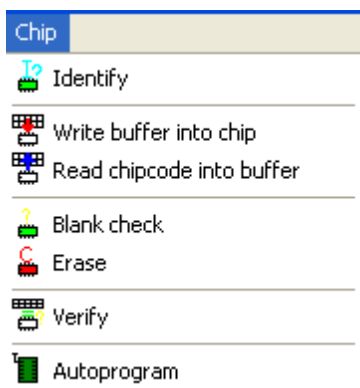 Chip
Identify
Write buffer into chip
Read chipcode into buffer
Blank check
Erase
Verify
Autoprogram